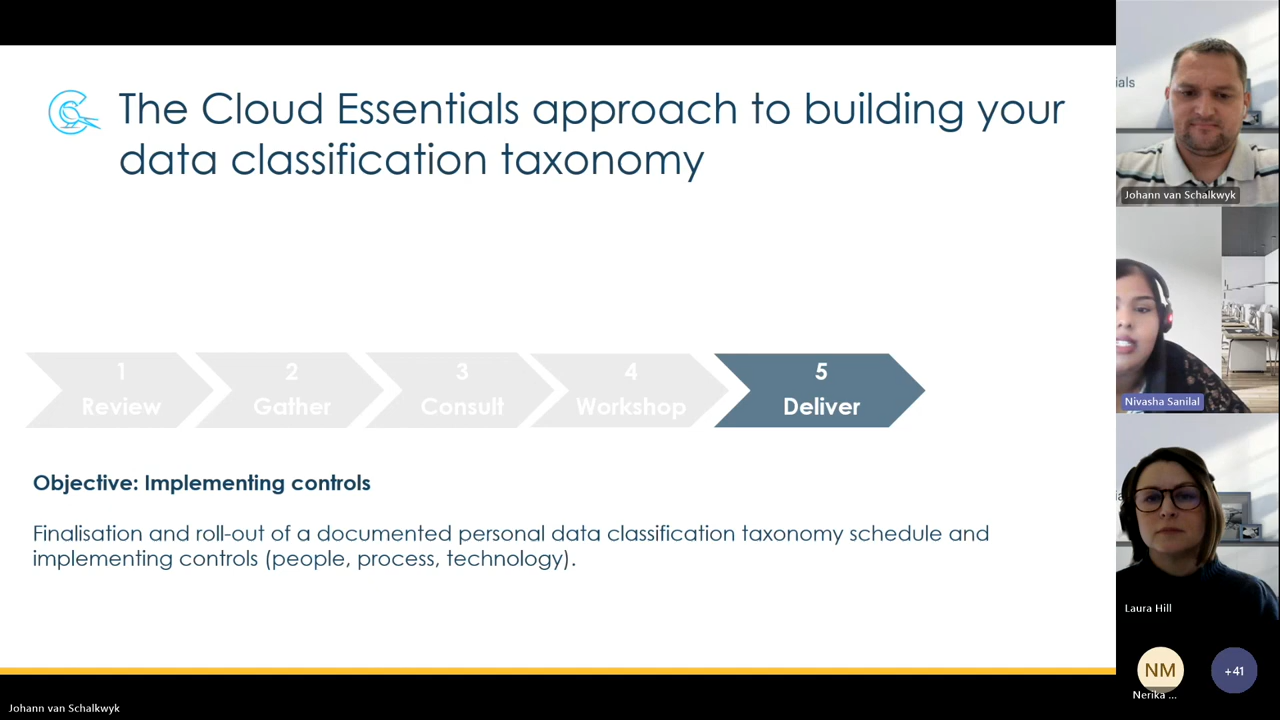 The Cloud Essentials approach to building your
data classification taxonomy
1
Review
2
Gather
3
Consult
4
Workshop
5
Deliver
Objective: Implementing controls
Finalisation and roll-out of a documented personal data classification taxonomy schedule and
implementing controls (people, process, technology).
Johann van Schalkwyk
ials
Johann van Schalkwyk
Nivasha Sanilal
Laura Hill
NM
Nerika ...
+41